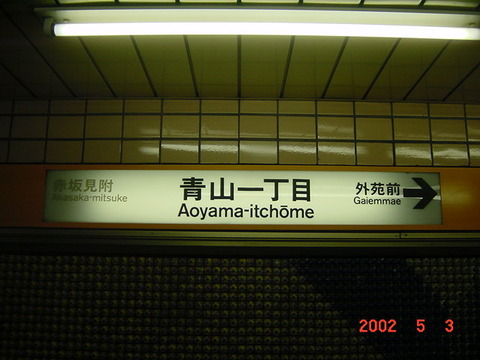 赤坂見附
Akasaka-mitsuke
青山一丁目
Aoyama-itchōme
外苑前
Gaiemmae
2002 5 3